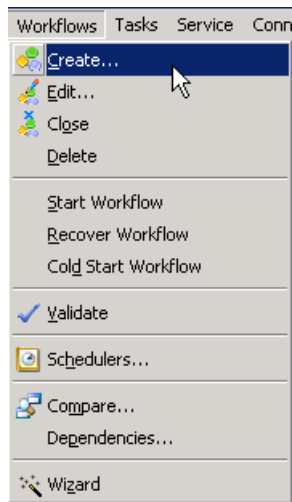 Workflows Tasks Service Conn
Create...
Edit...
Close
Delete
Start Workflow
Recover Workflow
Cold Start Workflow
Validate
Schedulers...
Compare...
Dependencies...
Wizard